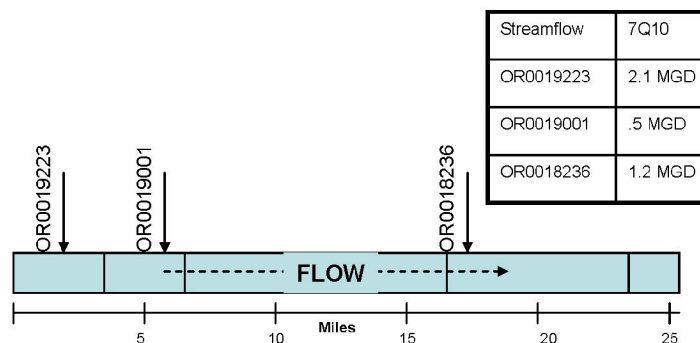 Streamflow 7Q10
OR0019223 2.1 MGD
OR0019001 .5 MGD
OR0018236 1.2 MGD
OR0019223
OR0019001
OR0018236
FLOW
Miles
5 10 15 20 25